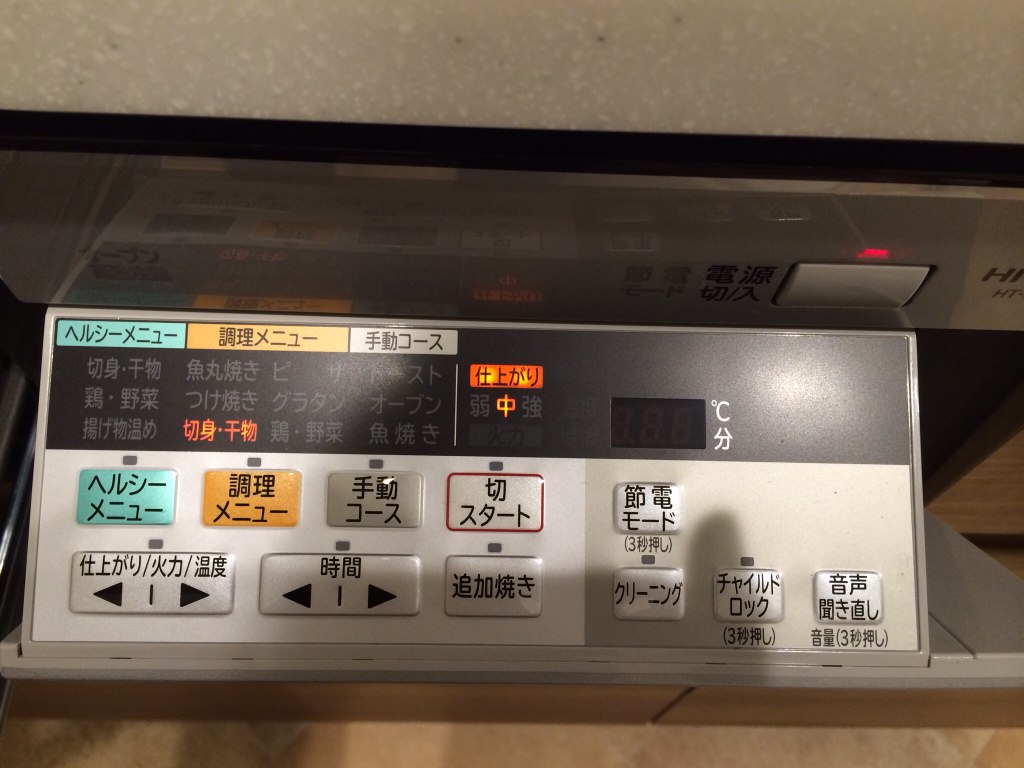 節電
モード
電源
切/入
ヘルシーメニュー 調理メニュー 手動コース
切身・干物 魚丸焼き ピザ トースト
鶏・野菜 つけ焼き グラタン オーブン
揚げ物温め 切身・干物 鶏・野菜 魚焼き
仕上がり
弱 中 強
火力
℃
分
ヘルシー
メニュー
調理
メニュー
手動
コース
切
スタート
節電
モード
(3秒押し)
仕上がり/火力/温度
時間
追加焼き
クリーニング
チャイルド
ロック
(3秒押し)
音声
聞き直し
音量(3秒押し)